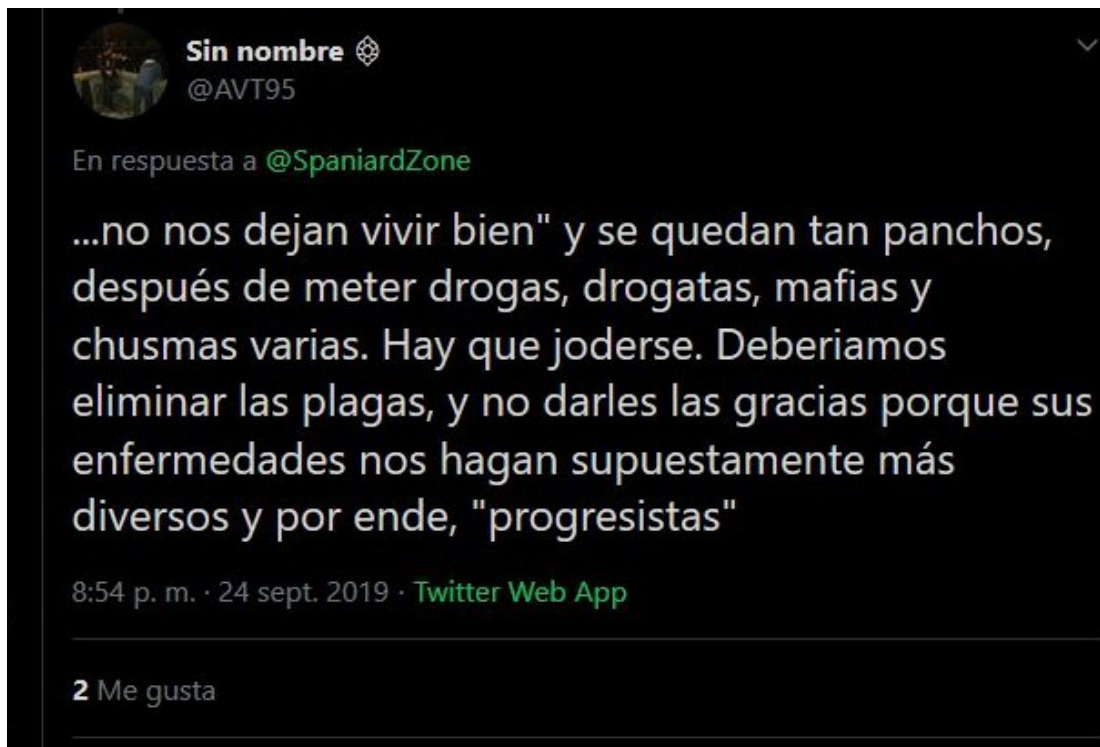 Sin nombre
@AVT95
En respuesta a @SpaniardZone
...no nos dejan vivir bien" y se quedan tan panchos,
después de meter drogas, drogatas, mafias y
chusmas varias. Hay que joderse. Deberiamos
eliminar las plagas, y no darles las gracias porque sus
enfermedades nos hagan supuestamente más
diversos y por ende, "progresistas"
8:54 p. m. · 24 sept. 2019 · Twitter Web App
2 Me gusta